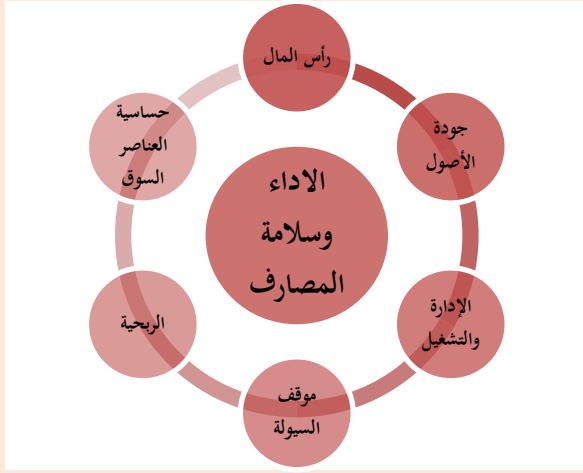 رأس المال
جودة
الأصول
الإدارة
والتشغيل
موقف
السيولة
الربحية
حساسية
العناصر
السوق
الاداء
وسلامة
المصارف